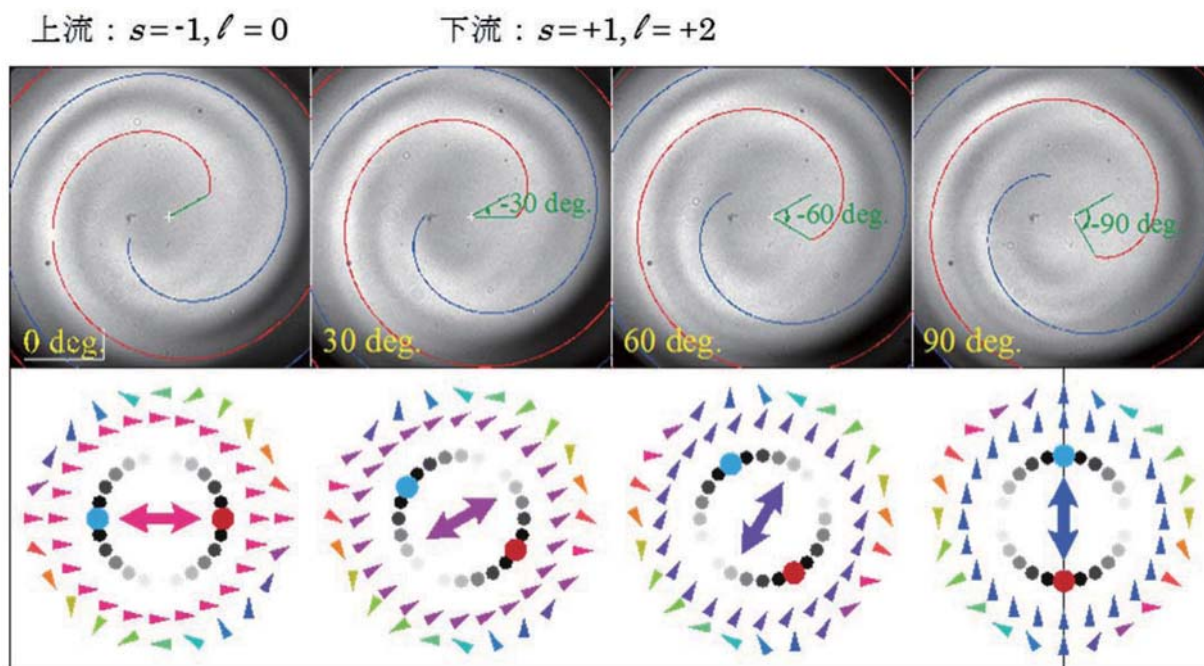 上流：s=-1, ℓ = 0 下流：s=+1, ℓ = +2
-30 deg. -60 deg. -90 deg.
0 deg. 30 deg. 60 deg. 90 deg.